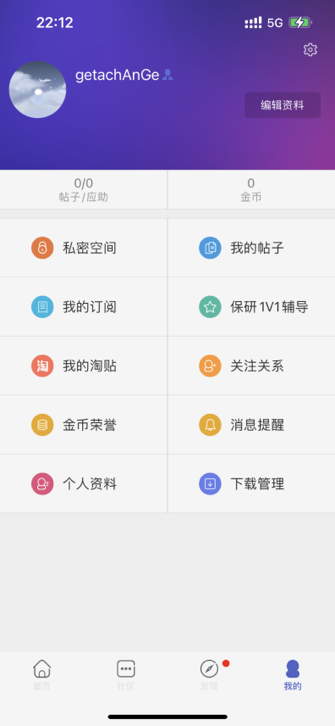 22:12
5G
getachAnGe
编辑资料
0/0
帖子/应助
0
金币
私密空间
我的帖子
我的订阅
保研1V1辅导
淘
我的淘贴
关注关系
金币荣誉
消息提醒
个人资料
下载管理
首页
社区
发现
我的